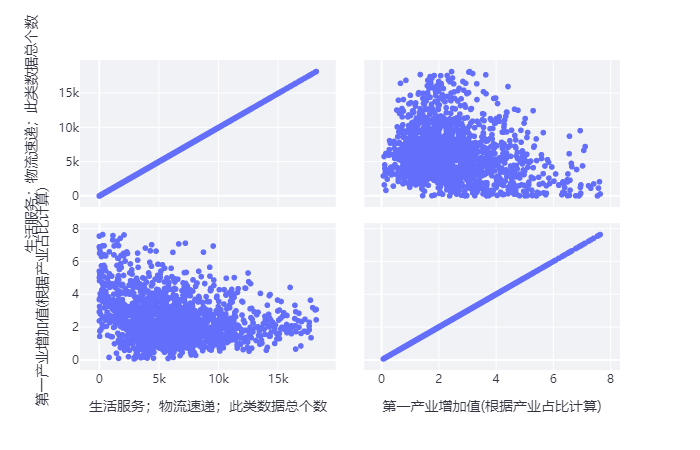 生活服务；物流速递；此类数据总个数
15k
10k
5k
0
第一产业增加值(根据产业占比计算)
8
6
4
2
0
0
5k
10k
15k
0
2
4
6
8
生活服务；物流速递；此类数据总个数
第一产业增加值(根据产业占比计算)